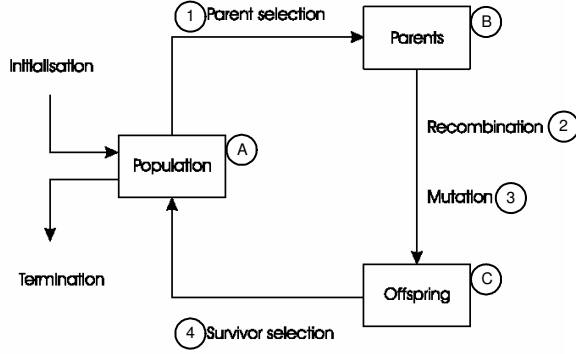 1 Parent selection
Parents B
Initialisation
Recombination 2
Population A
Mutation 3
Termination
Offspring C
4 Survivor selection